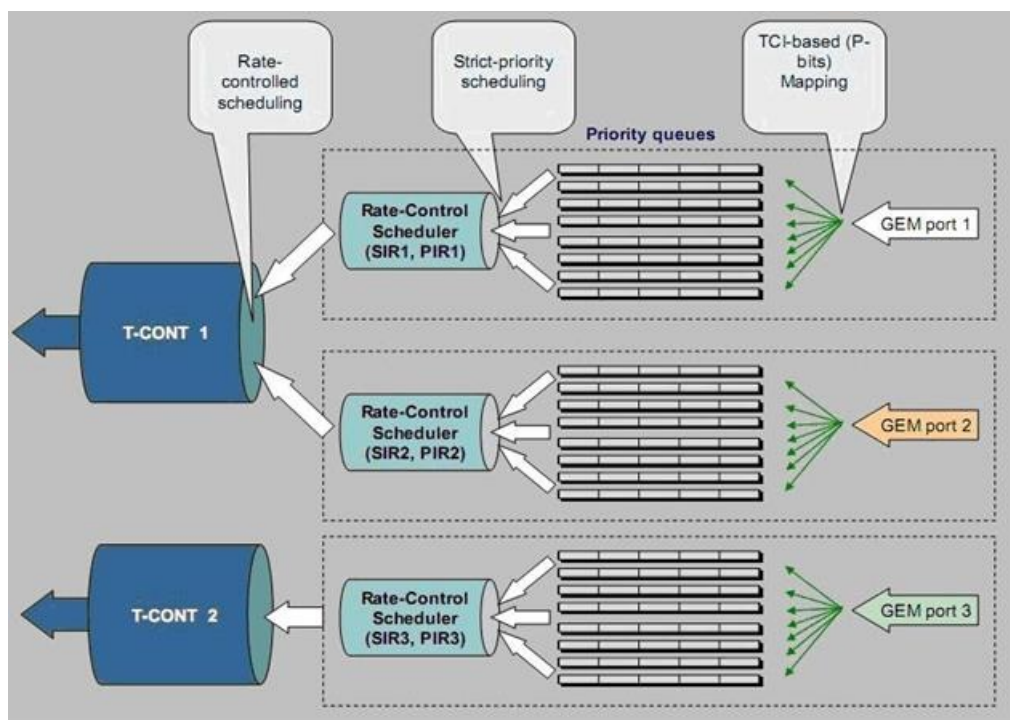 Rate-
controlled
scheduling
Strict-priority
scheduling
TCI-based (P-
bits)
Mapping
Priority queues
Rate-Control
Scheduler
(SIR1, PIR1)
GEM port 1
T-CONT 1
Rate-Control
Scheduler
(SIR2, PIR2)
GEM port 2
Rate-Control
Scheduler
(SIR3, PIR3)
GEM port 3
T-CONT 2